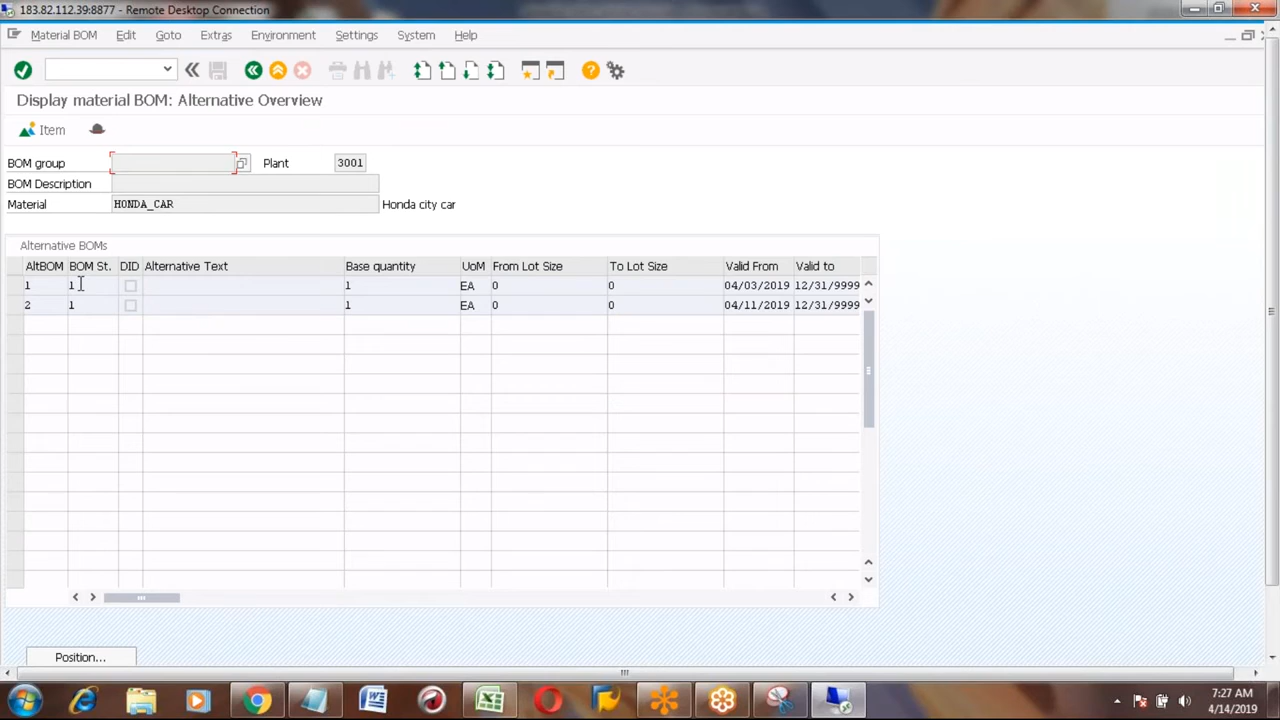 183.82.112.39:8877 - Remote Desktop Connection
Material BOM Edit Goto Extras Environment Settings System Help
Display material BOM: Alternative Overview
Item
BOM group Plant 3001
BOM Description
Material HONDA_CAR Honda city car
Alternative BOMs
AltBOM BOM St. DID Alternative Text Base quantity UoM From Lot Size To Lot Size Valid From Valid to
1 1 1 EA 0 0 04/03/2019 12/31/9999
2 1 1 EA 0 0 04/11/2019 12/31/9999
Position...
7:27 AM
4/14/2019